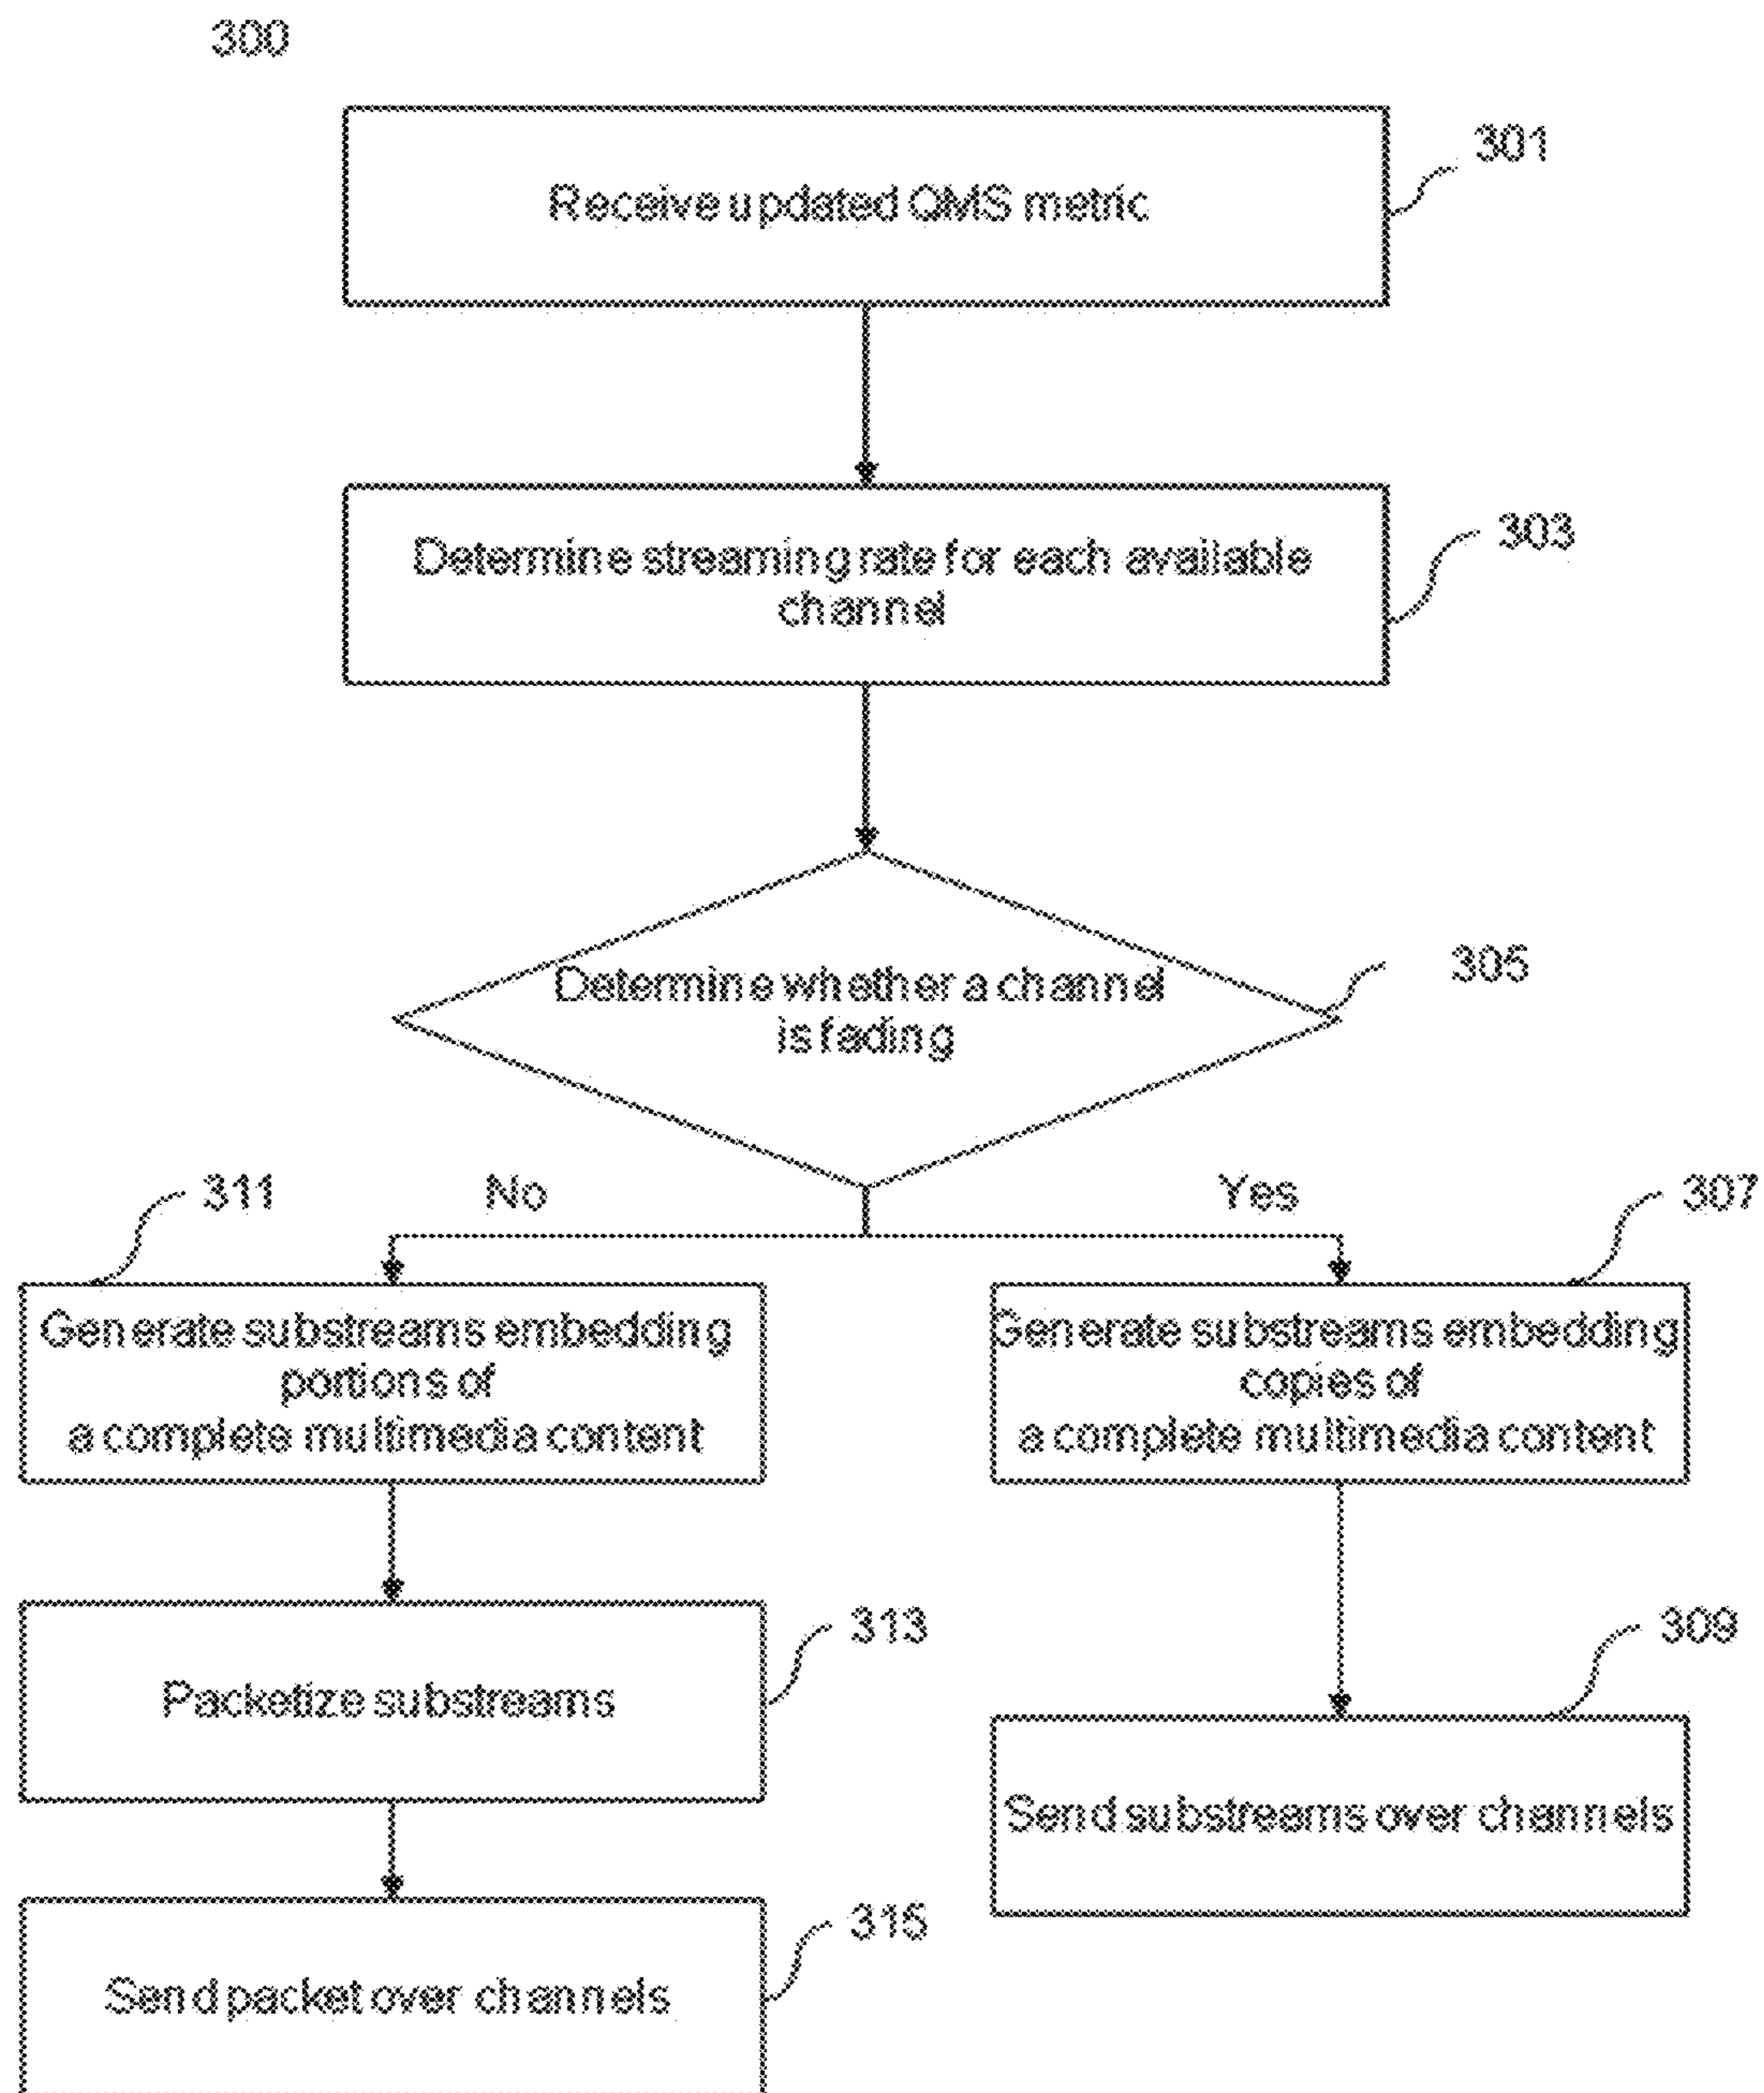 300
Receive updated QMS metric
301
Determine streaming rate for each available
channel
303
Determine whether a channel
is fading
305
No
Yes
311
307
Generate substreams embedding
portions of
a complete multimedia content
Generate substreams embedding
copies of
a complete multimedia content
Packetize substreams
313
Send substreams over channels
309
Send packet over channels
315